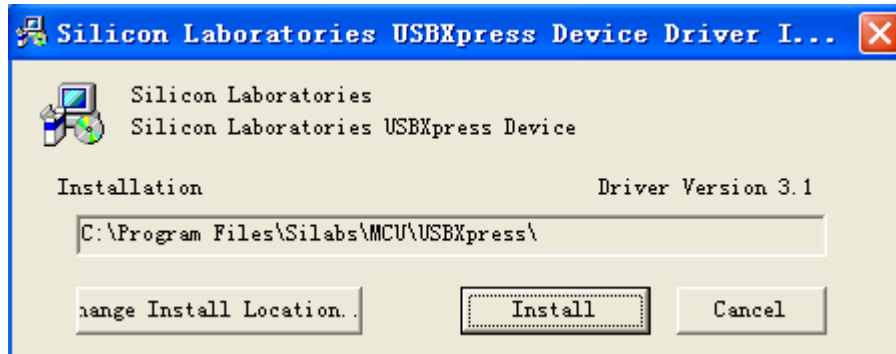 Silicon Laboratories USBXpress Device Driver I...
Silicon Laboratories
Silicon Laboratories USBXpress Device
Installation Driver Version 3.1
C:\Program Files\Silabs\MCU\USBXpress\
hange Install Location.. Install Cancel